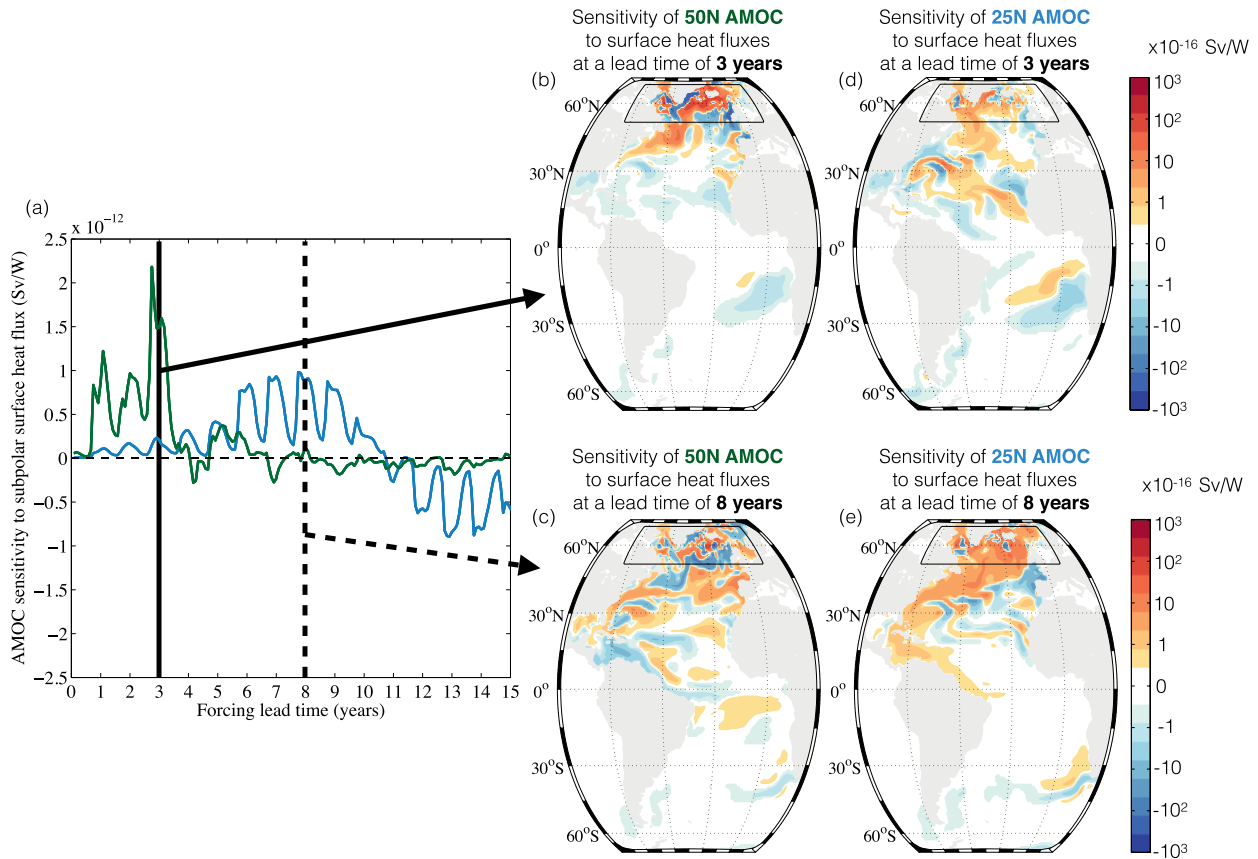 (a)
x 10⁻¹²
AMOC sensitivity to subpolar surface heat flux (Sv/W)
2.5
2
1.5
1
0.5
0
−0.5
−1
−1.5
−2
−2.5
0 1 2 3 4 5 6 7 8 9 10 11 12 13 14 15
Forcing lead time (years)
Sensitivity of 50N AMOC
to surface heat fluxes
at a lead time of 3 years
(b)
60°N
30°N
0°
30°S
60°S
Sensitivity of 25N AMOC
to surface heat fluxes
at a lead time of 3 years
(d)
60°N
30°N
0°
30°S
60°S
x10⁻¹⁶ Sv/W
10³
10²
10
1
0
-1
-10
-10²
-10³
Sensitivity of 50N AMOC
to surface heat fluxes
at a lead time of 8 years
(c)
60°N
30°N
0°
30°S
60°S
Sensitivity of 25N AMOC
to surface heat fluxes
at a lead time of 8 years
(e)
60°N
30°N
0°
30°S
60°S
x10⁻¹⁶ Sv/W
10³
10²
10
1
0
-1
-10
-10²
-10³